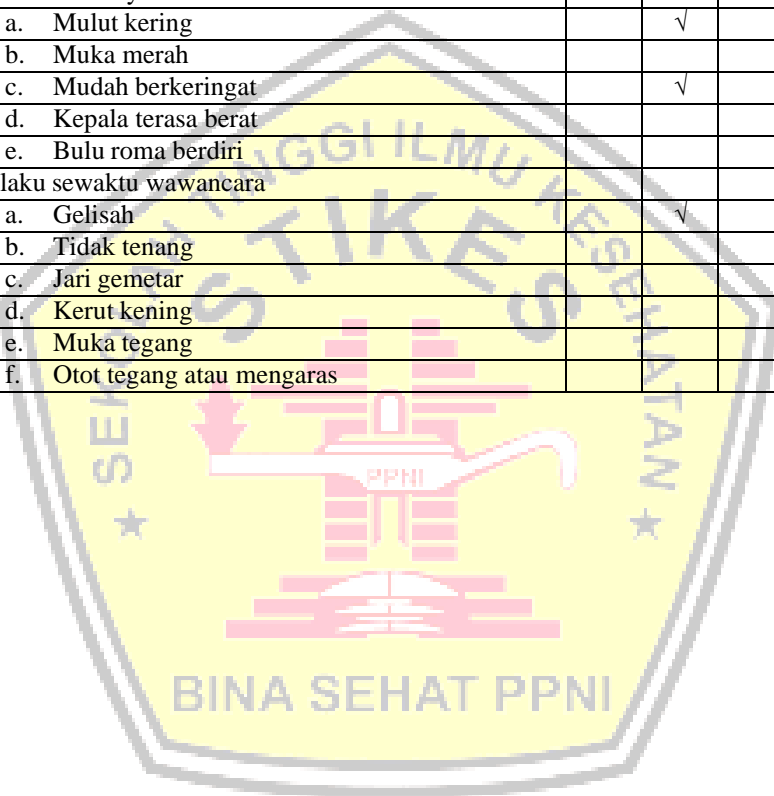 a. Mulut kering √
b. Muka merah
c. Mudah berkeringat √
d. Kepala terasa berat
e. Bulu roma berdiri
laku sewaktu wawancara
a. Gelisah √
b. Tidak tenang
c. Jari gemetar
d. Kerut kening
e. Muka tegang
f. Otot tegang atau mengaras
SEKOLAH TINGGI ILMU KESEHATAN
STIKES
PPNI
BINA SEHAT PPNI